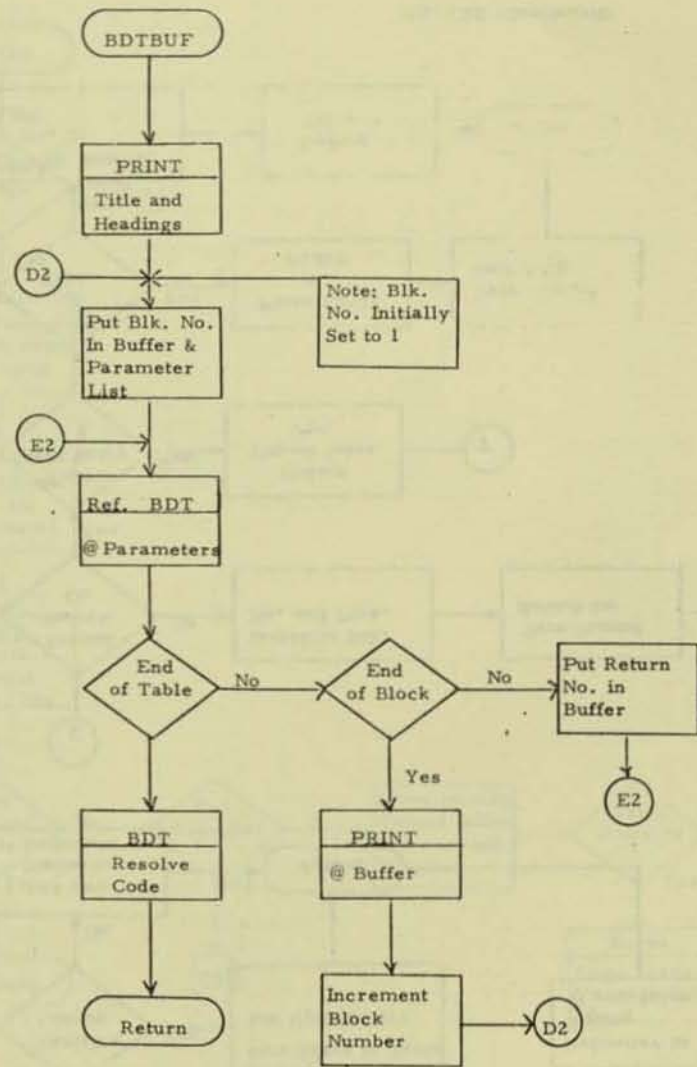 BDTBUF
PRINT
Title and
Headings
D2
Note: Blk.
No. Initially
Set to 1
Put Blk. No.
In Buffer &
Parameter
List
E2
Ref. BDT
@ Parameters
End
of Table
No
End
of Block
No
Put Return
No. in
Buffer
Yes
E2
BDT
Resolve
Code
PRINT
@ Buffer
Return
Increment
Block
Number
D2